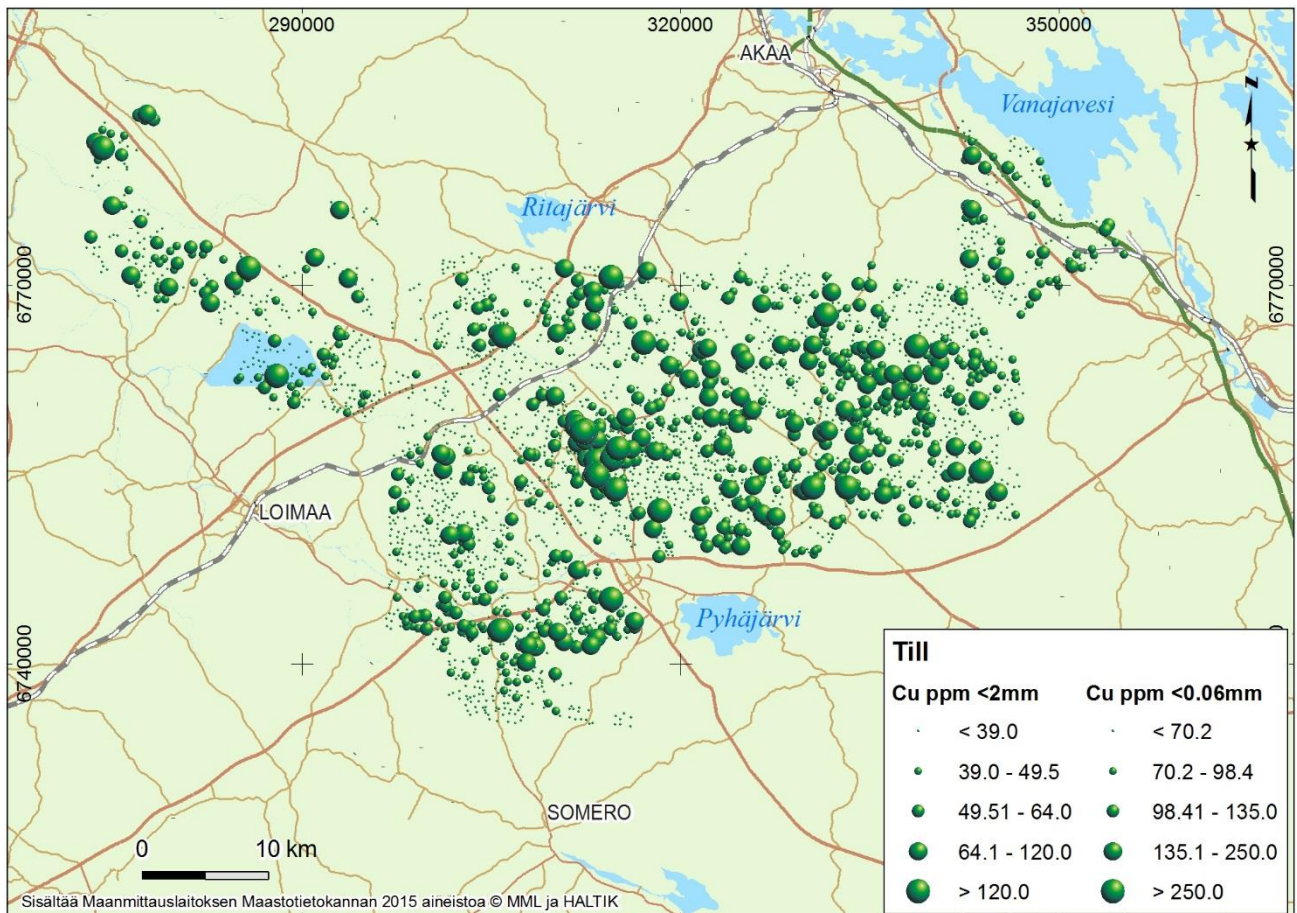 290000 320000 350000
AKAA
Vanajavesi
Ritajärvi
N
6770000 6770000
LOIMAA
Pyhäjärvi
6740000
SOMERO
Till
Cu ppm <2mm Cu ppm <0.06mm
< 39.0 < 70.2
39.0 - 49.5 70.2 - 98.4
49.51 - 64.0 98.41 - 135.0
64.1 - 120.0 135.1 - 250.0
> 120.0 > 250.0
0 10 km
Sisältää Maanmittauslaitoksen Maastotietokannan 2015 aineistoa © MML ja HALTIK